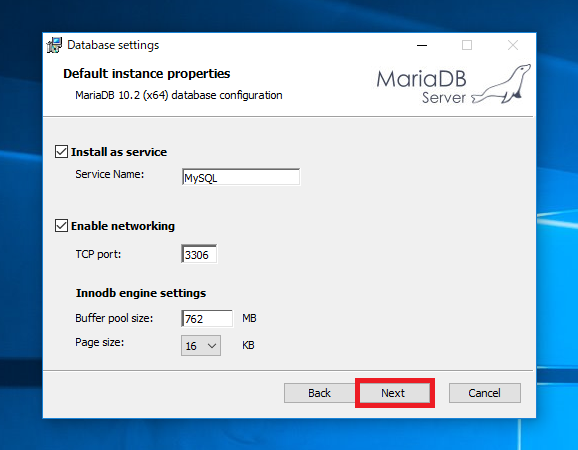 Database settings
Default instance properties
MariaDB 10.2 (x64) database configuration
MariaDB
Server
Install as service
Service Name: MySQL
Enable networking
TCP port: 3306
Innodb engine settings
Buffer pool size: 762 MB
Page size: 16 KB
Back Next Cancel